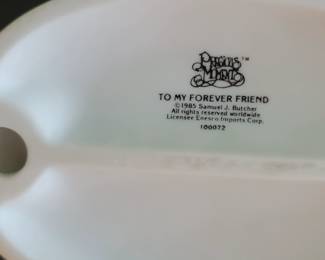 PRECIOUS
MOMENTS™
TO MY FOREVER FRIEND
©1985 Samuel J. Butcher
All rights reserved worldwide
Licensee Enesco Imports Corp.
100072